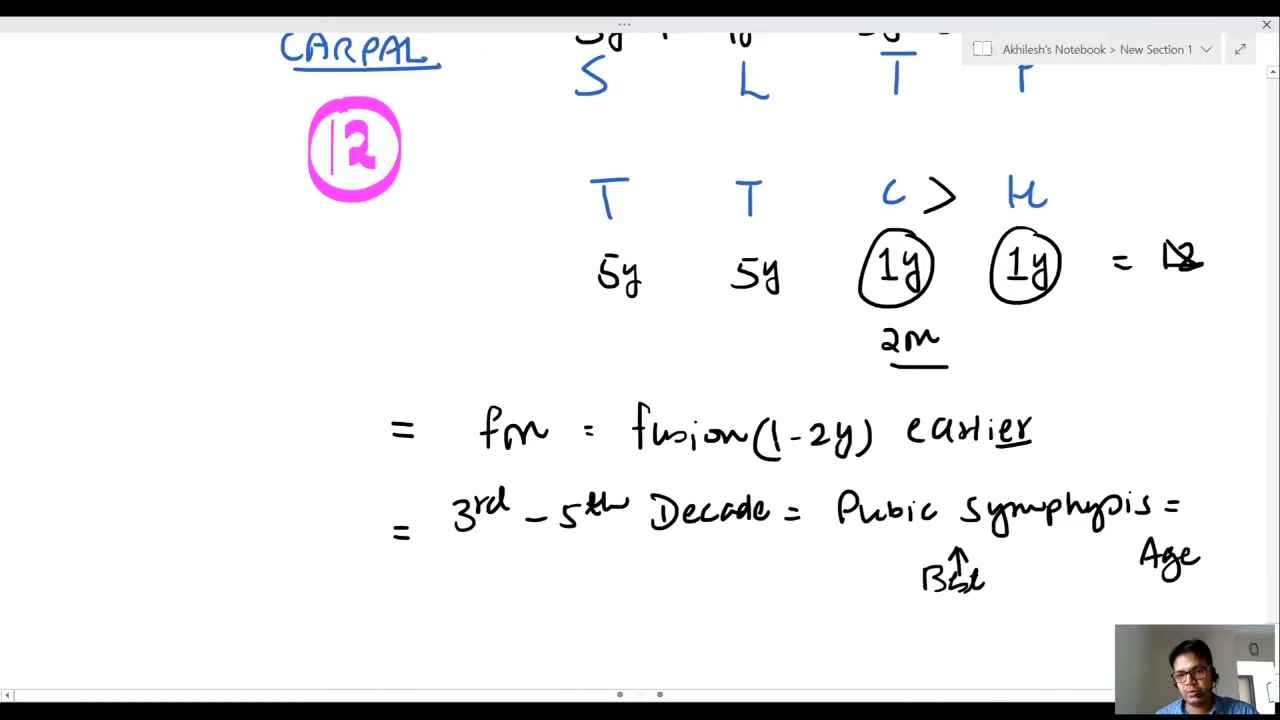 Akhilesh's Notebook > New Section 1
CARPAL
S L T P
12
T T C > H
5y 5y 1y 1y =
2m
= fm = fusion (1-2y) earlier
= 3rd - 5th Decade = Pubic Symphysis =
Best Age